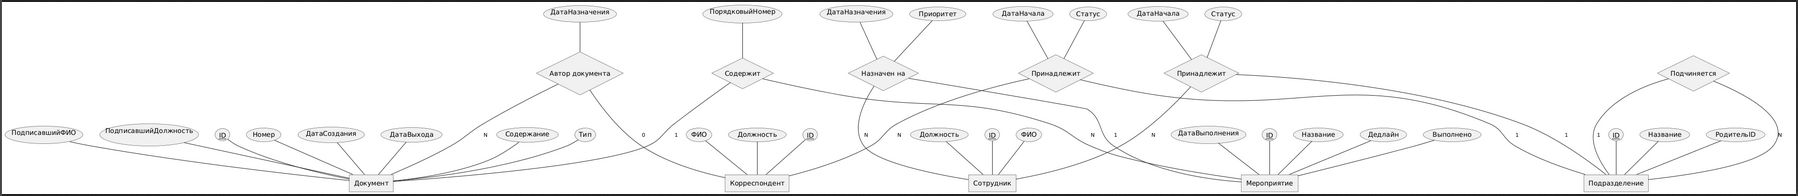 ДатаНазначения
ПорядковыйНомер
ДатаНазначения
Приоритет
ДатаНачала
Статус
ДатаНачала
Статус
Автор документа
Содержит
Назначен на
Принадлежит
Принадлежит
Подчиняется
ПодписавшийФИО
ПодписавшийДолжность
ID
Номер
ДатаСоздания
ДатаВыхода
N
Содержание
Тип
0
1
ФИО
Должность
ID
N
N
Должность
ID
ФИО
N
1
N
ДатаВыполнения
ID
Название
Дедлайн
Выполнено
1
1
1
ID
Название
РодительID
N
Документ
Корреспондент
Сотрудник
Мероприятие
Подразделение